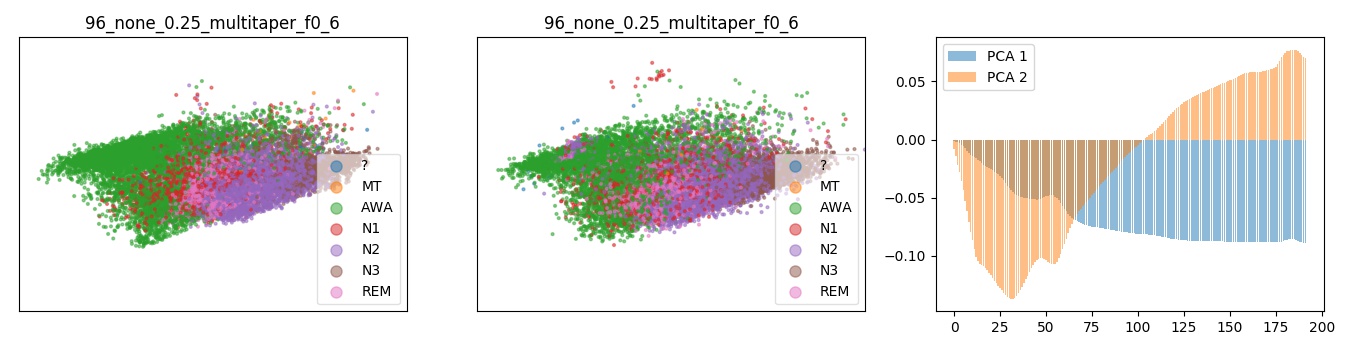 96_none_0.25_multitaper_f0_6
?
MT
AWA
N1
N2
N3
REM
96_none_0.25_multitaper_f0_6
?
MT
AWA
N1
N2
N3
REM
PCA 1
PCA 2
0.05
0.00
−0.05
−0.10
0 25 50 75 100 125 150 175 200